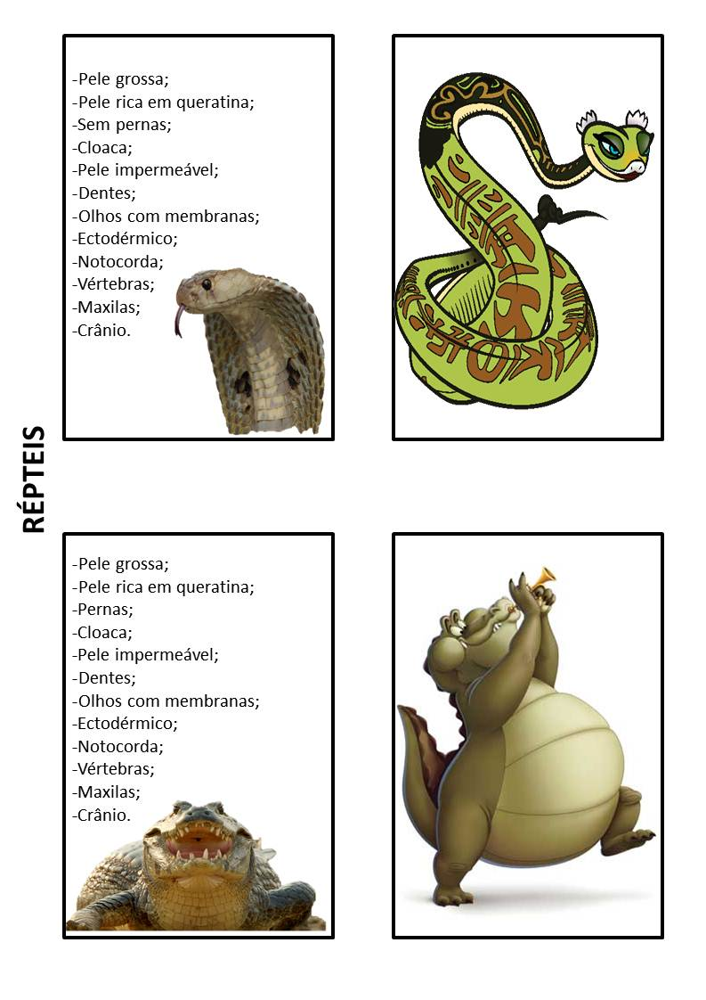 RÉPTEIS
-Pele grossa;
-Pele rica em queratina;
-Sem pernas;
-Cloaca;
-Pele impermeável;
-Dentes;
-Olhos com membranas;
-Ectodérmico;
-Notocorda;
-Vértebras;
-Maxilas;
-Crânio.
-Pele grossa;
-Pele rica em queratina;
-Pernas;
-Cloaca;
-Pele impermeável;
-Dentes;
-Olhos com membranas;
-Ectodérmico;
-Notocorda;
-Vértebras;
-Maxilas;
-Crânio.